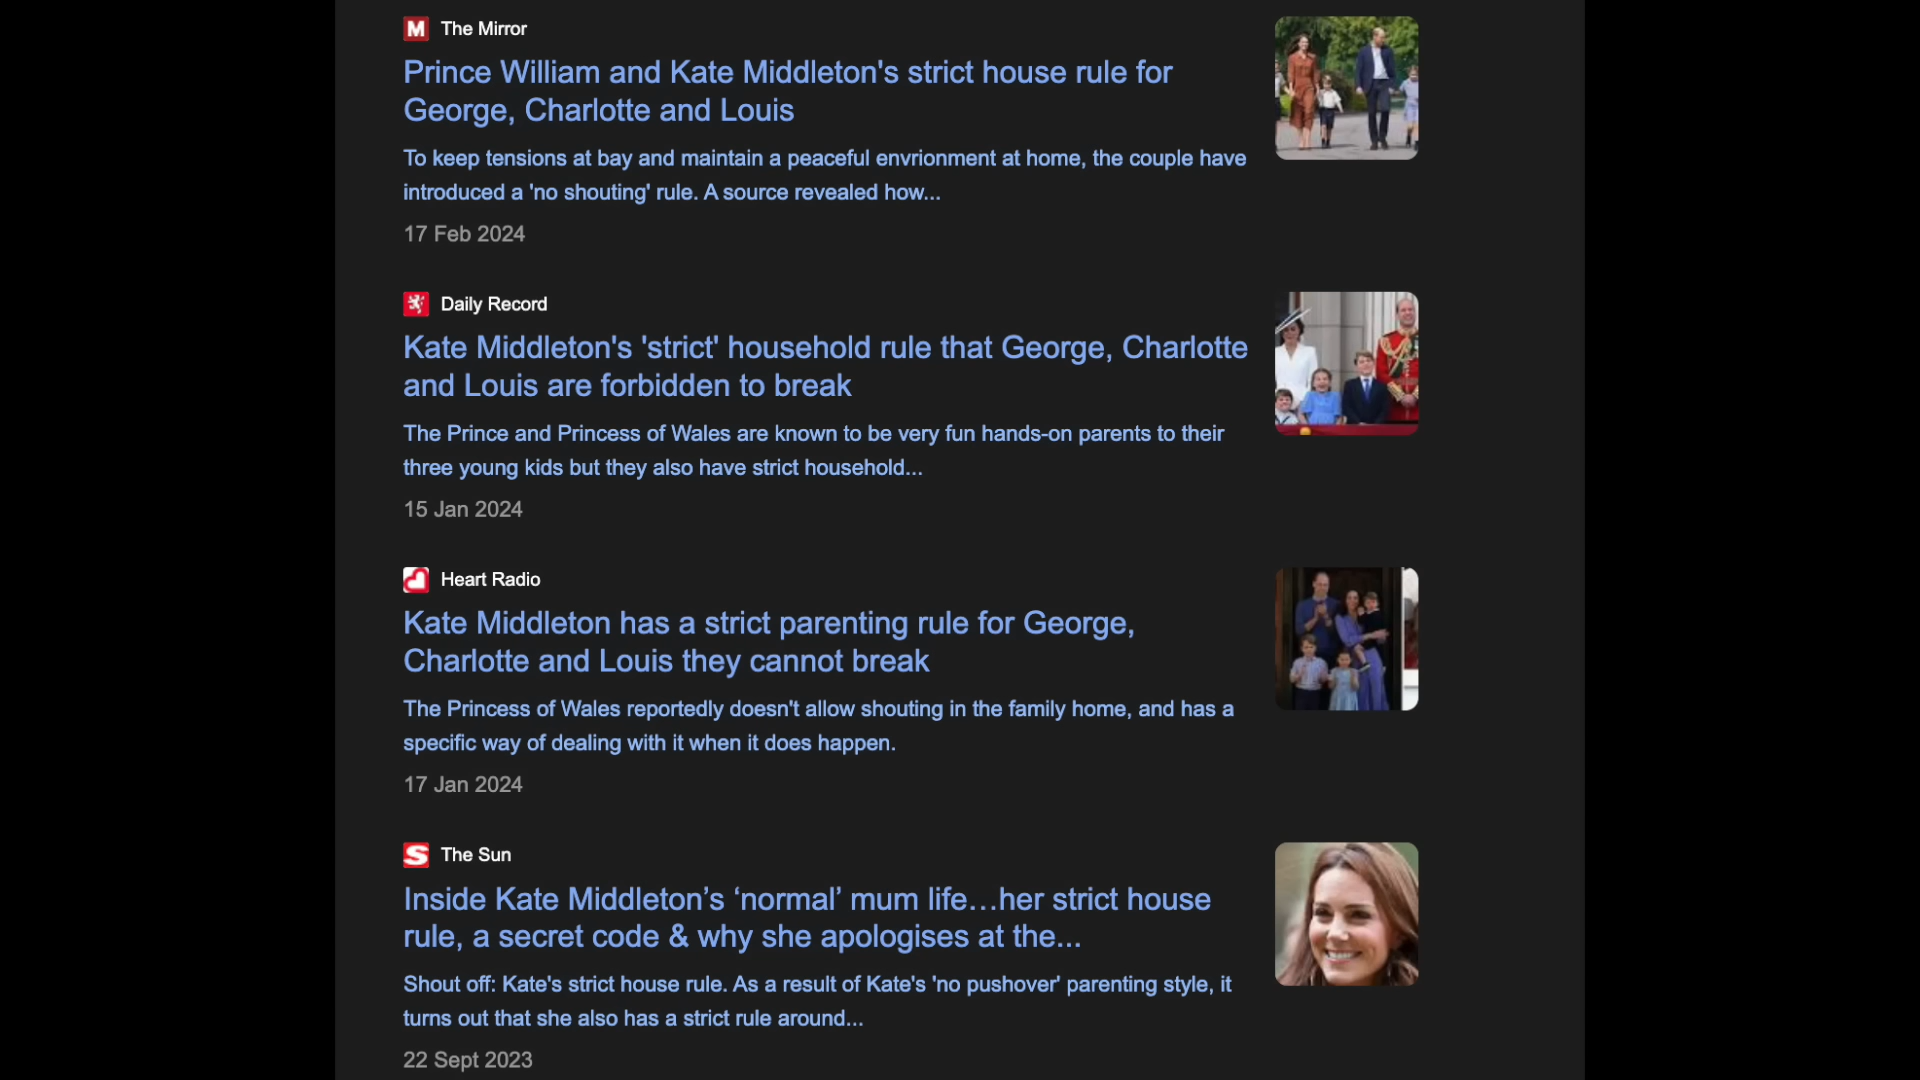 The Mirror
Prince William and Kate Middleton's strict house rule for
George, Charlotte and Louis
To keep tensions at bay and maintain a peaceful envrionment at home, the couple have
introduced a 'no shouting' rule. A source revealed how...
17 Feb 2024
Daily Record
Kate Middleton's 'strict' household rule that George, Charlotte
and Louis are forbidden to break
The Prince and Princess of Wales are known to be very fun hands-on parents to their
three young kids but they also have strict household...
15 Jan 2024
Heart Radio
Kate Middleton has a strict parenting rule for George,
Charlotte and Louis they cannot break
The Princess of Wales reportedly doesn't allow shouting in the family home, and has a
specific way of dealing with it when it does happen.
17 Jan 2024
The Sun
Inside Kate Middleton’s ‘normal’ mum life…her strict house
rule, a secret code & why she apologises at the...
Shout off: Kate's strict house rule. As a result of Kate's 'no pushover' parenting style, it
turns out that she also has a strict rule around...
22 Sept 2023